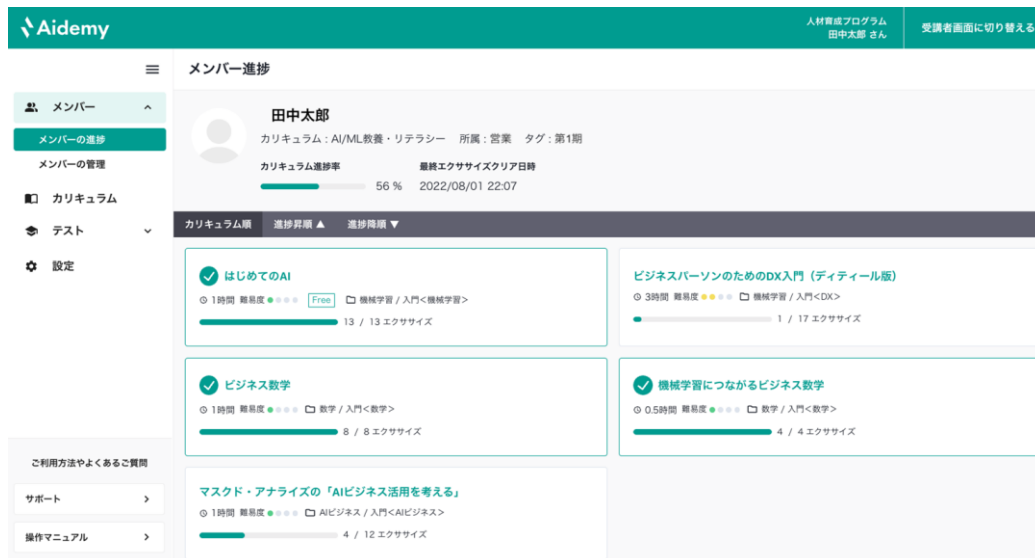 Aidemy
人材育成プログラム
田中太郎 さん
受講者画面に切り替える
メンバー
メンバーの進捗
メンバーの管理
カリキュラム
テスト
設定
ご利用方法やよくあるご質問
サポート
操作マニュアル
メンバー進捗
田中太郎
カリキュラム : AI/ML教養・リテラシー 所属 : 営業 タグ : 第1期
カリキュラム進捗率 最終エクササイズクリア日時
56 % 2022/08/01 22:07
カリキュラム順 進捗昇順 ▲ 進捗降順 ▼
はじめてのAI
1時間 難易度 Free 機械学習 / 入門<機械学習>
13 / 13 エクササイズ
ビジネスパーソンのためのDX入門（ディティール版）
3時間 難易度 機械学習 / 入門<DX>
1 / 17 エクササイズ
ビジネス数学
1時間 難易度 数学 / 入門<数学>
8 / 8 エクササイズ
機械学習につながるビジネス数学
0.5時間 難易度 数学 / 入門<数学>
4 / 4 エクササイズ
マスクド・アナライズの「AIビジネス活用を考える」
1時間 難易度 AIビジネス / 入門<AIビジネス>
4 / 12 エクササイズ